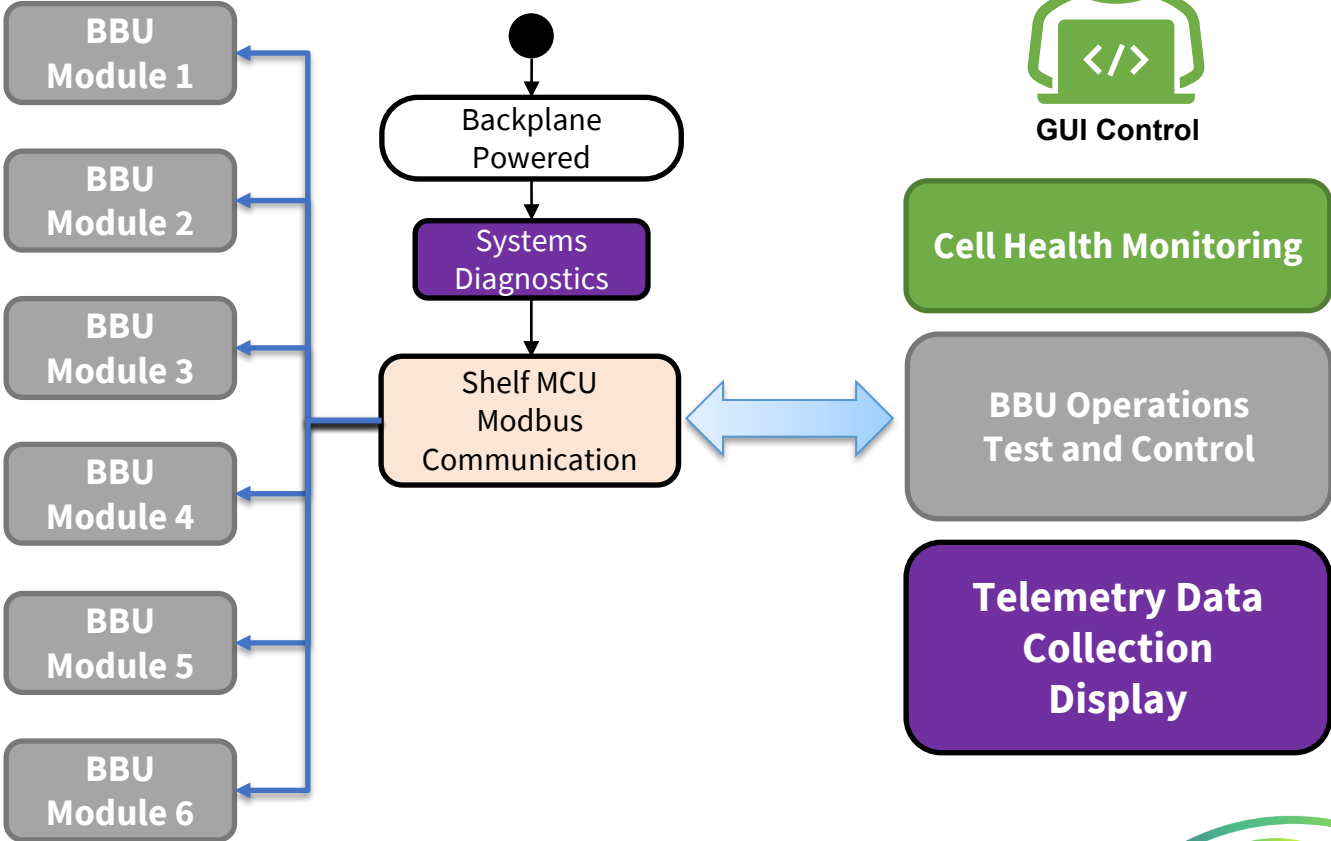 BBU
Module 1
BBU
Module 2
BBU
Module 3
BBU
Module 4
BBU
Module 5
BBU
Module 6
Backplane
Powered
Systems
Diagnostics
Shelf MCU
Modbus
Communication
</>
GUI Control
Cell Health Monitoring
BBU Operations
Test and Control
Telemetry Data
Collection
Display